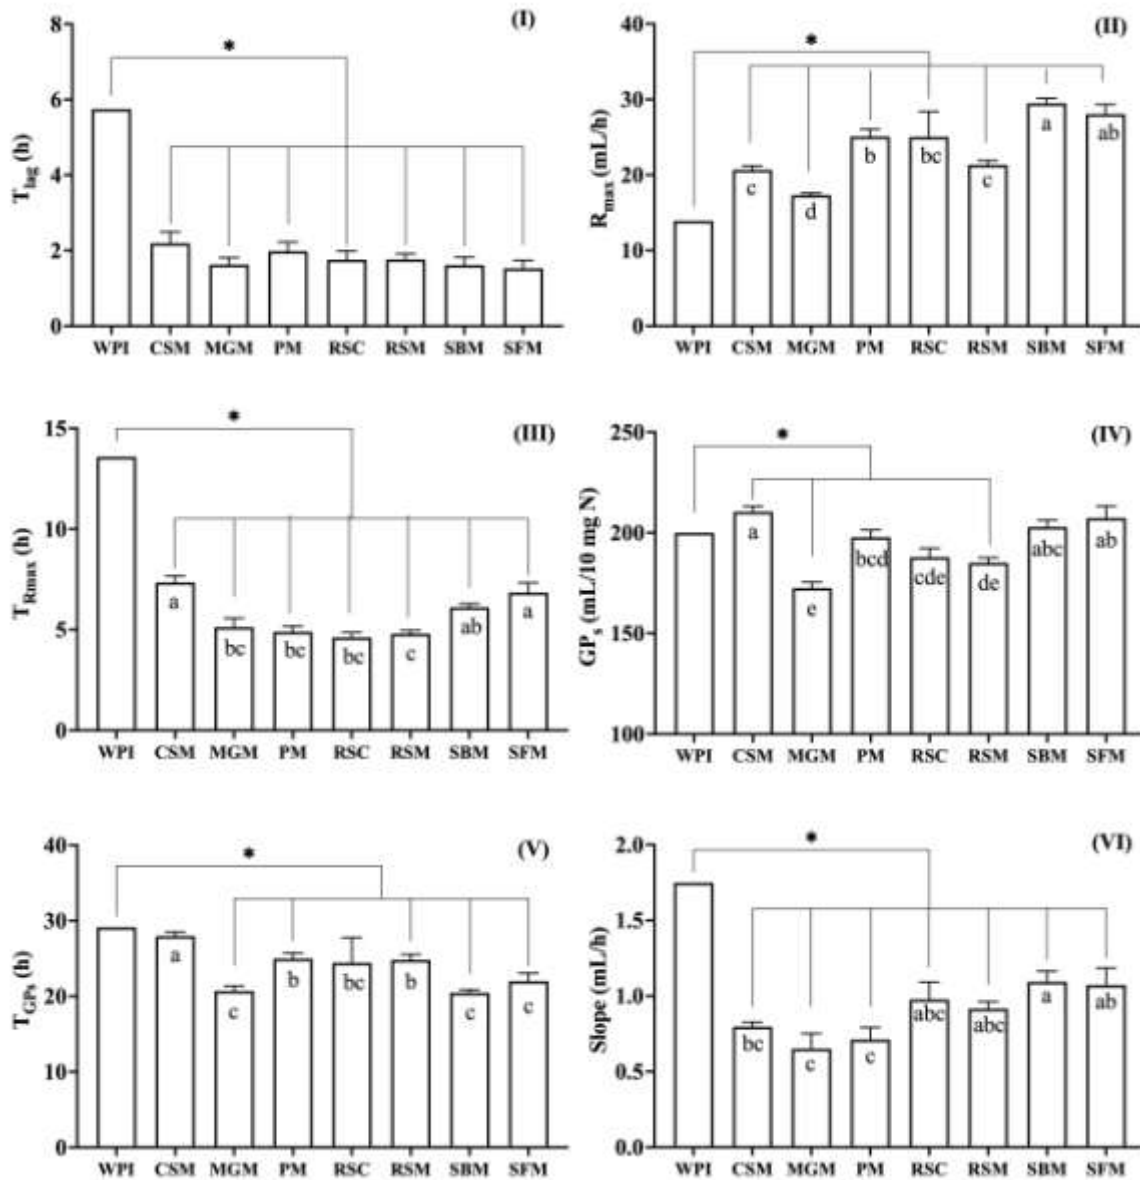 (I)
*
T_lag (h)
8
6
4
2
0
WPI CSM MGM PM RSC RSM SBM SFM
(II)
*
R_max (mL/h)
40
30
20
10
0
c d b bc c a ab
WPI CSM MGM PM RSC RSM SBM SFM
(III)
*
T_Rmax (h)
15
10
5
0
a bc bc bc c ab a
WPI CSM MGM PM RSC RSM SBM SFM
(IV)
*
GP_s (mL/10 mg N)
250
200
150
100
a e bcd cde de abc ab
WPI CSM MGM PM RSC RSM SBM SFM
(V)
*
T_GPs (h)
40
30
20
10
0
a c b bc b c c
WPI CSM MGM PM RSC RSM SBM SFM
(VI)
*
Slope (mL/h)
2.0
1.5
1.0
0.5
0.0
bc c c abc abc a ab
WPI CSM MGM PM RSC RSM SBM SFM